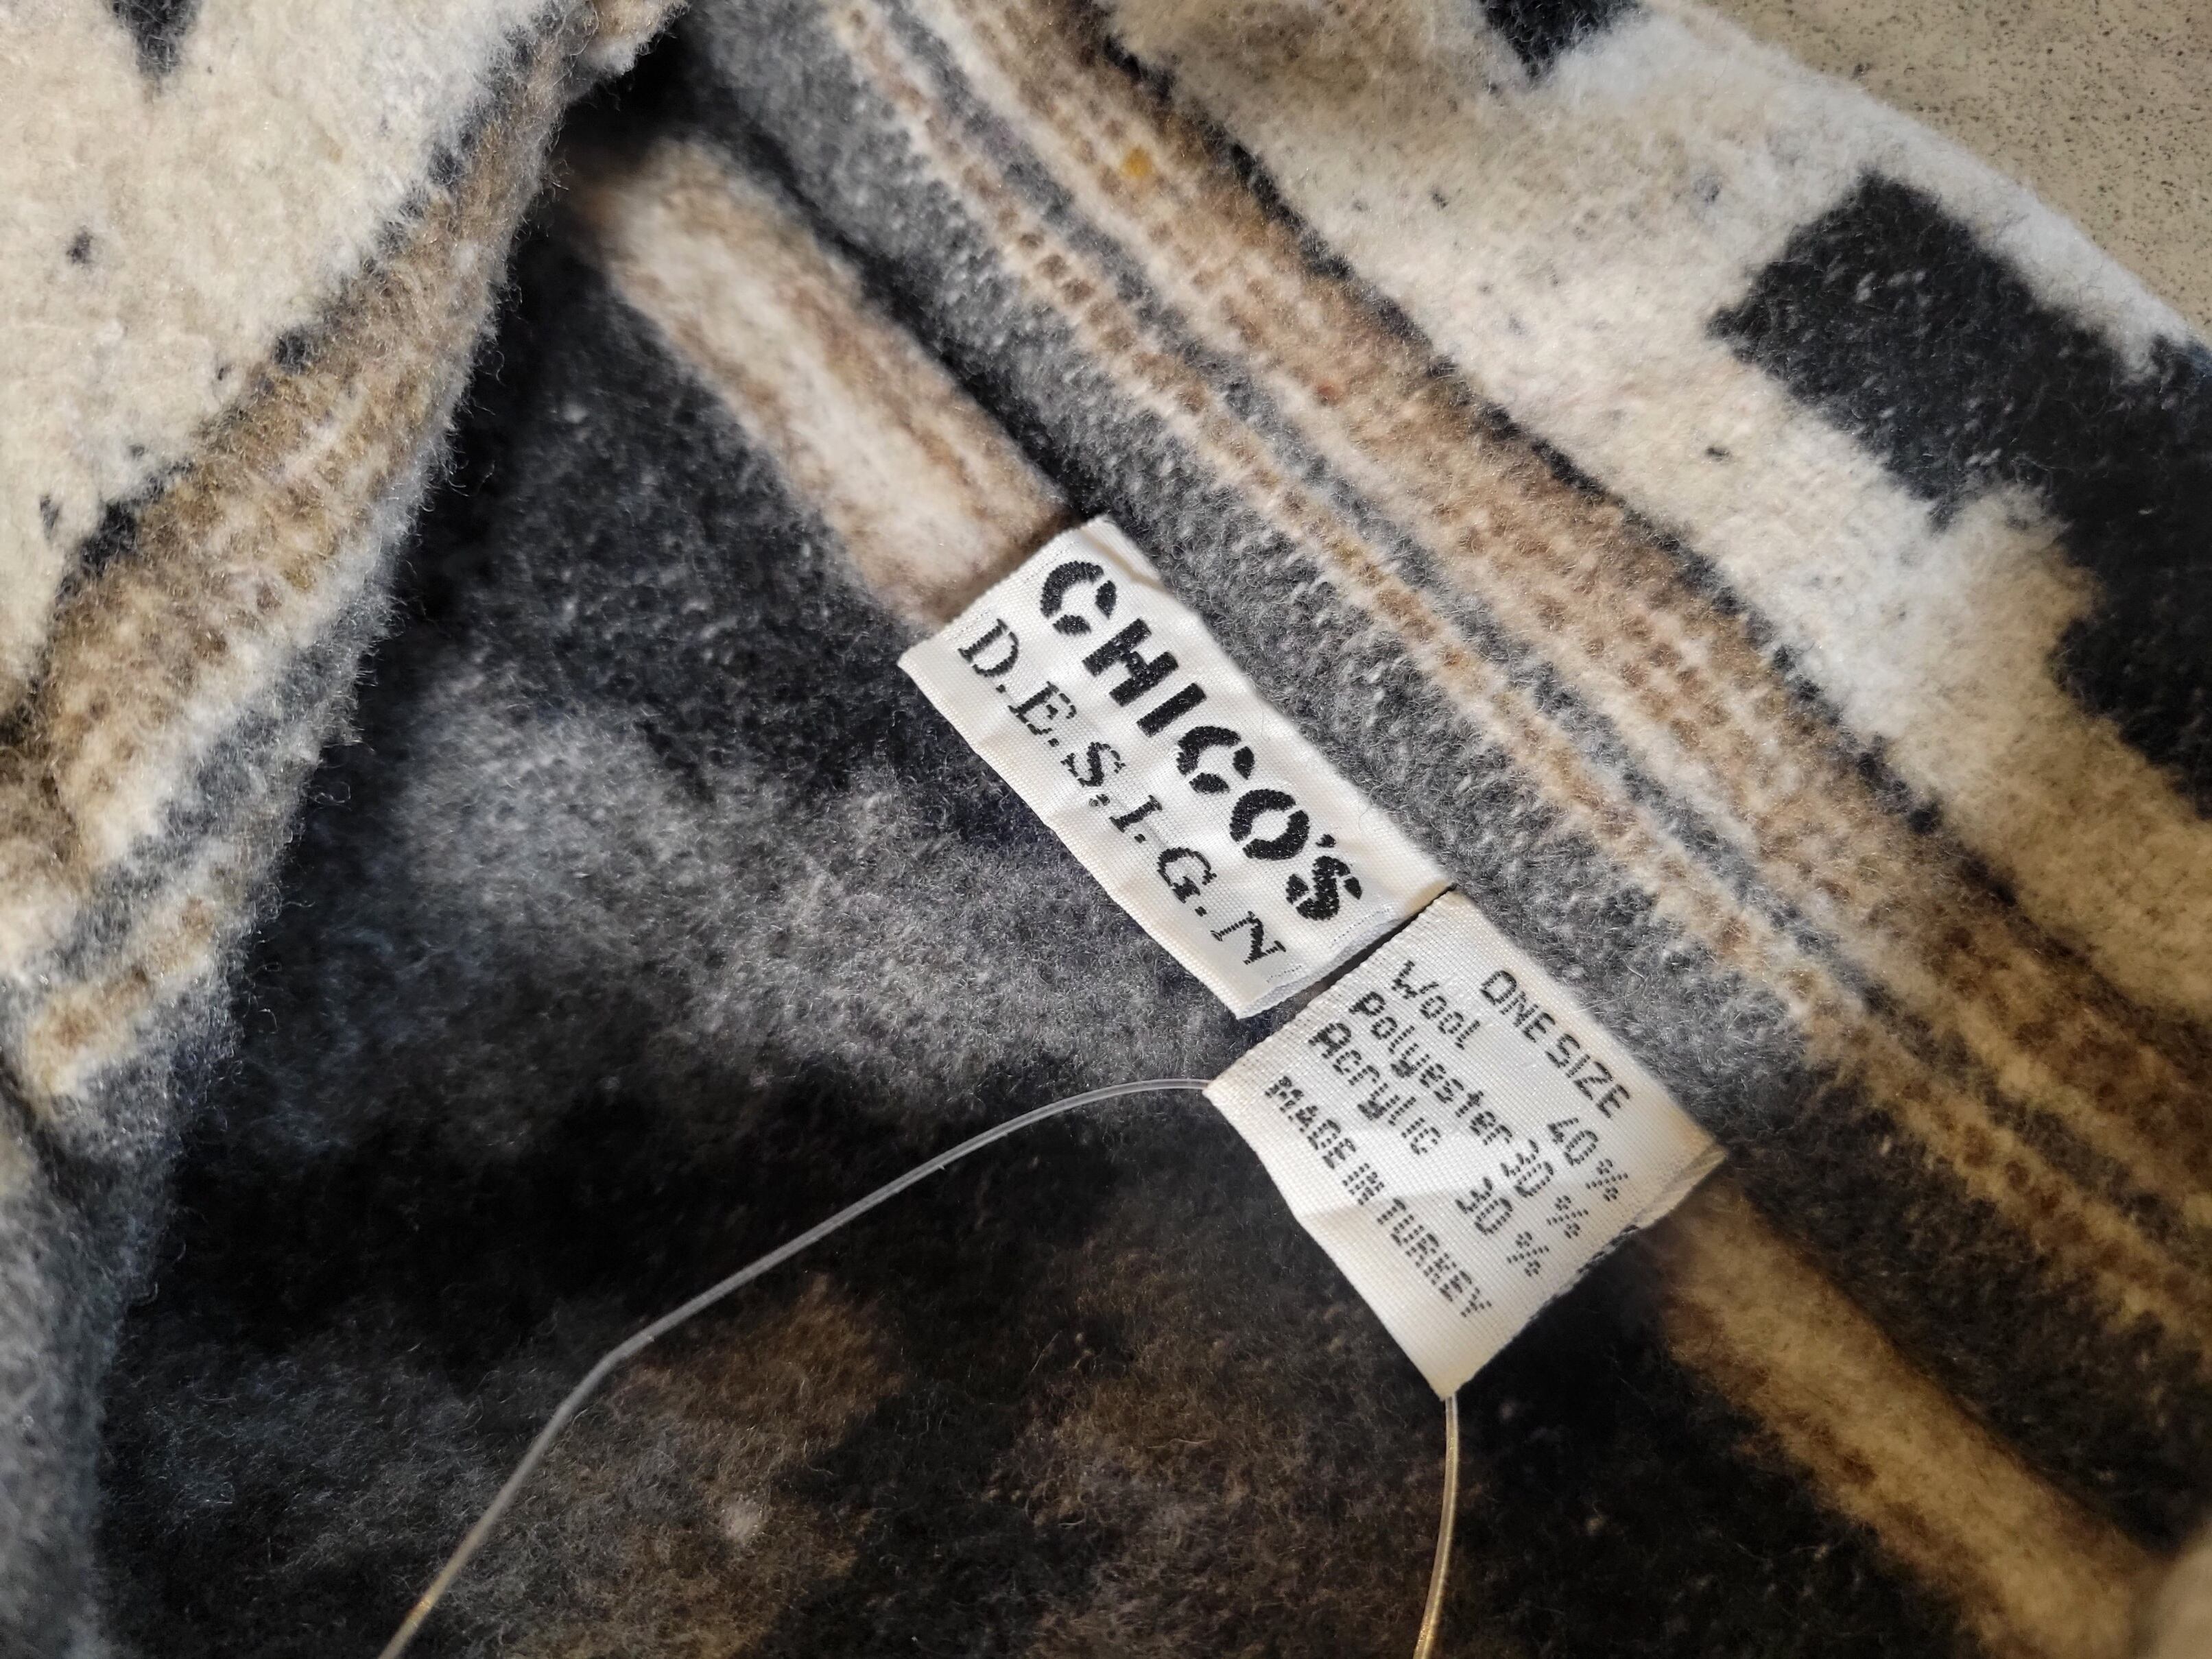 CHICO'S
D.E.S.I.G.N
ONE SIZE
Wool 40%
Polyester 30%
Acrylic 30%
MADE IN TURKEY